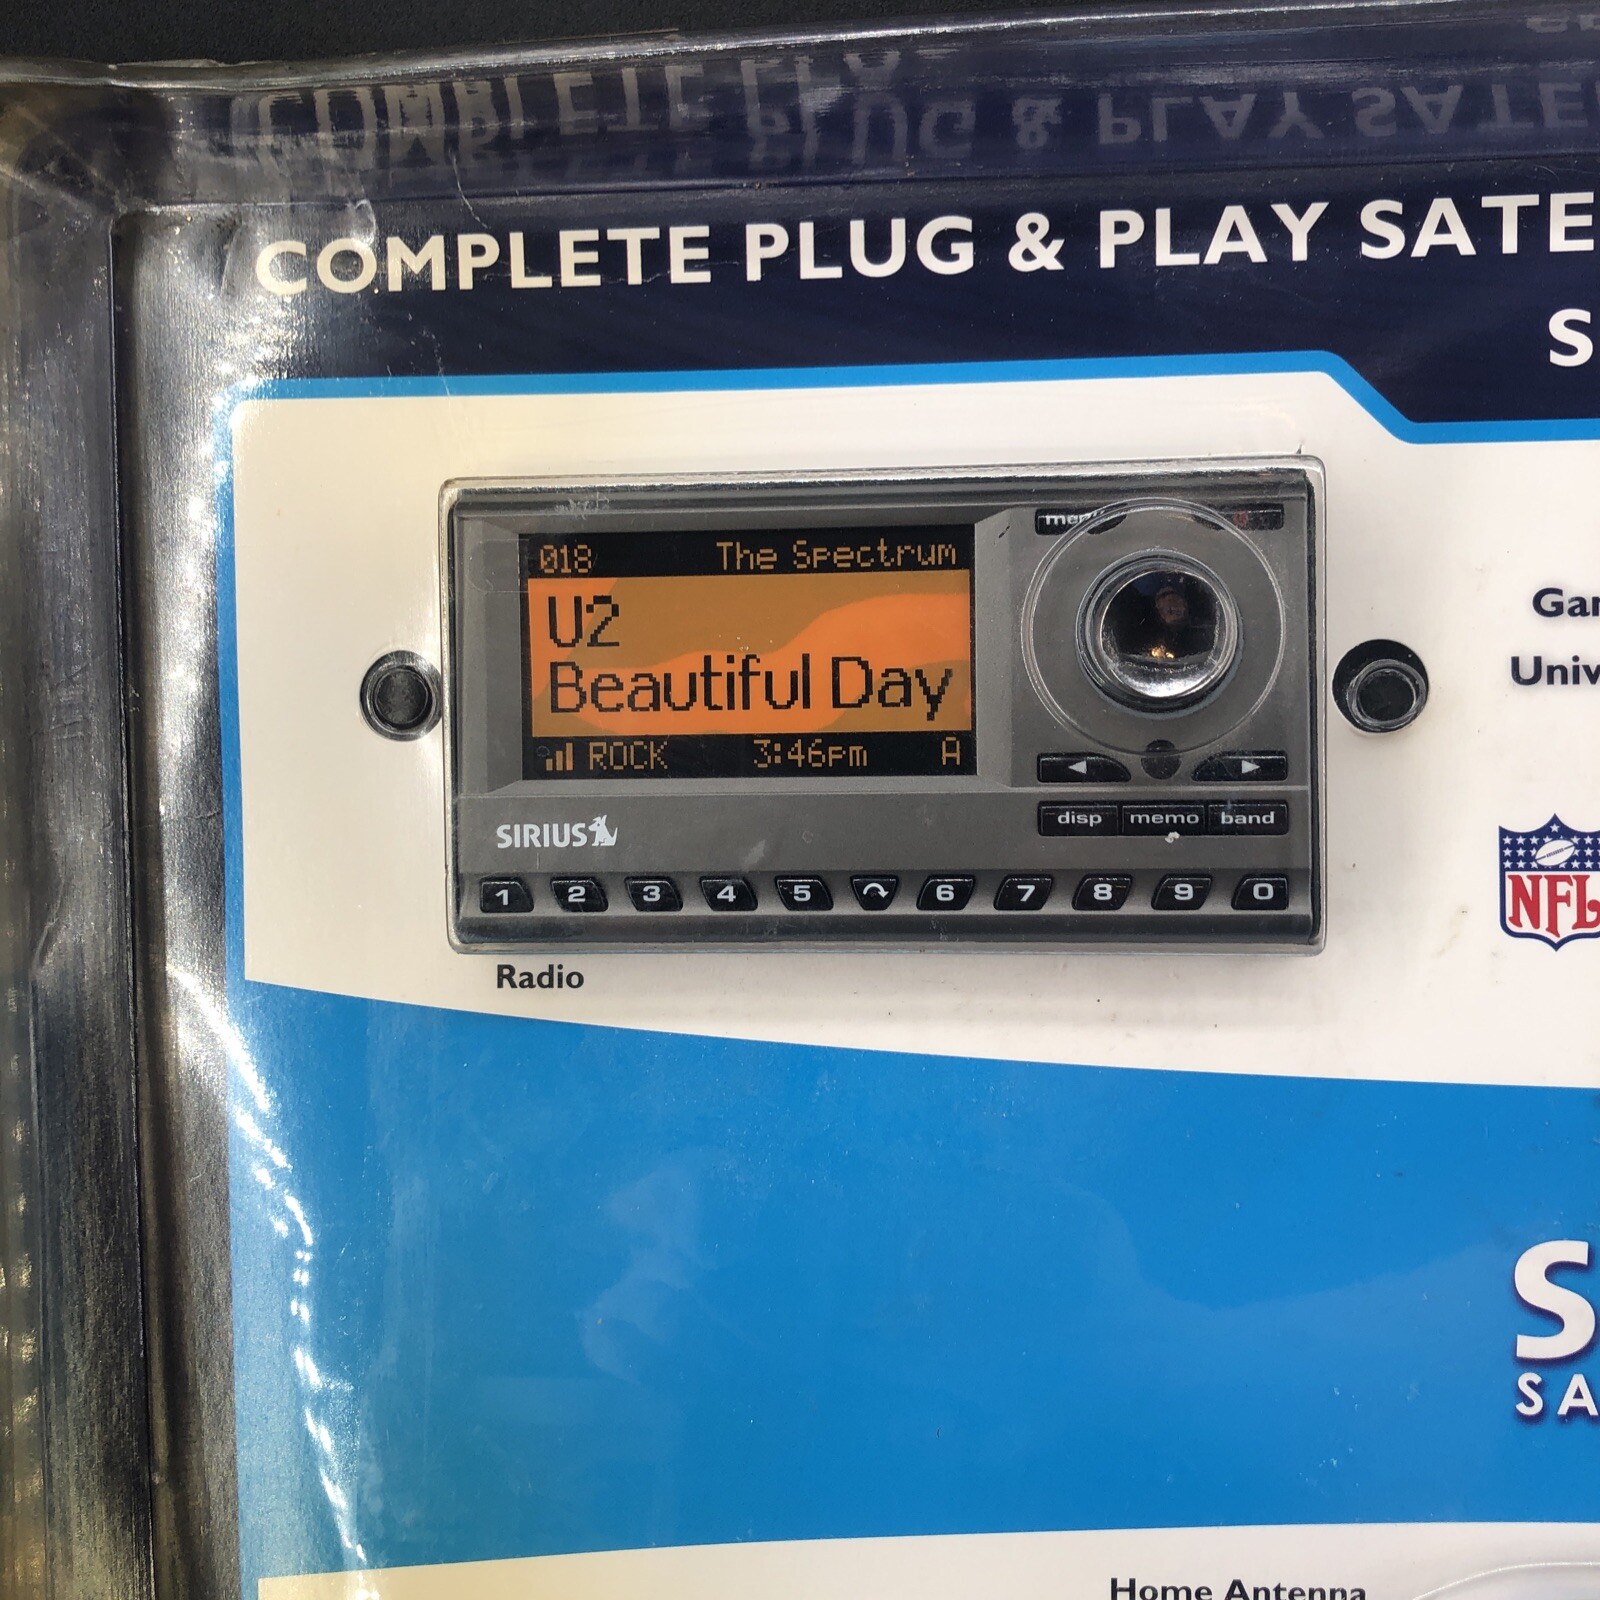 COMPLETE PLUG & PLAY SATE
S
018 The Spectrum
U2
Beautiful Day
ROCK 3:46pm A
menu
disp memo band
SIRIUS
1 2 3 4 5 6 7 8 9 0
Radio
Gar
Univ
NFL
S
SA
Home Antenna